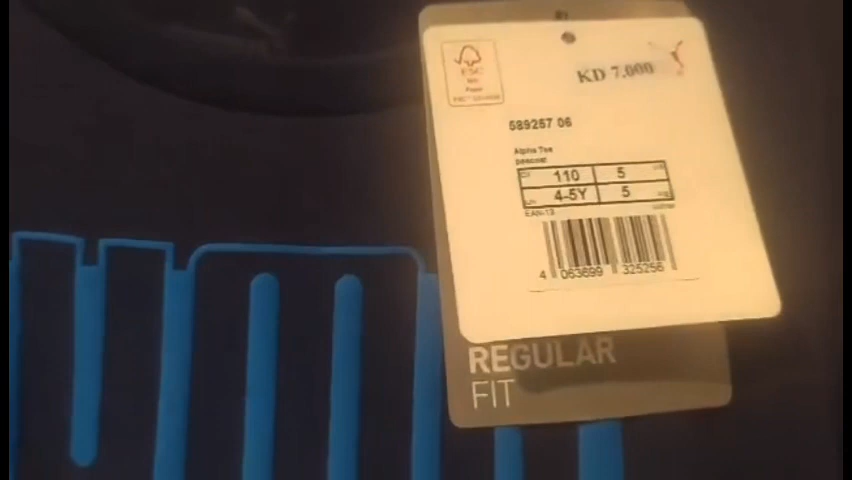 FSC
KD 7.000
589257 06
Alpha Tee
peacoat
110 5
4-5Y 5
EAN-13
4 063699 325256
REGULAR
FIT